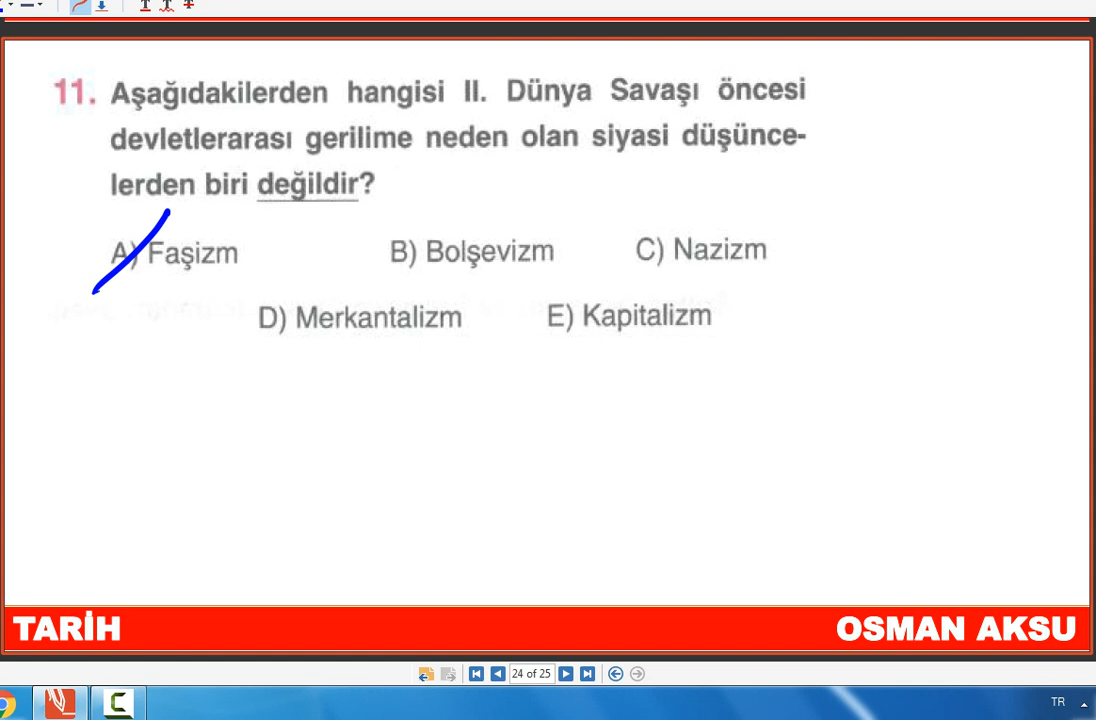 11. Aşağıdakilerden hangisi II. Dünya Savaşı öncesi
devletlerarası gerilime neden olan siyasi düşünce-
lerden biri değildir?
A) Faşizm B) Bolşevizm C) Nazizm
D) Merkantalizm E) Kapitalizm
TARİH OSMAN AKSU
24 of 25
TR